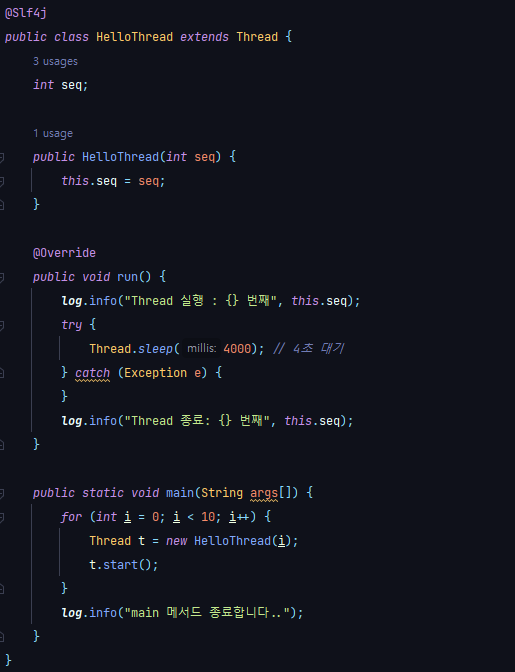 @Slf4j
public class HelloThread extends Thread {
3 usages
int seq;
1 usage
public HelloThread(int seq) {
this.seq = seq;
}
@Override
public void run() {
log.info("Thread 실행 : {} 번째", this.seq);
try {
Thread.sleep( millis: 4000); // 4초 대기
} catch (Exception e) {
}
log.info("Thread 종료: {} 번째", this.seq);
}
public static void main(String args[]) {
for (int i = 0; i < 10; i++) {
Thread t = new HelloThread(i);
t.start();
}
log.info("main 메서드 종료합니다..");
}
}